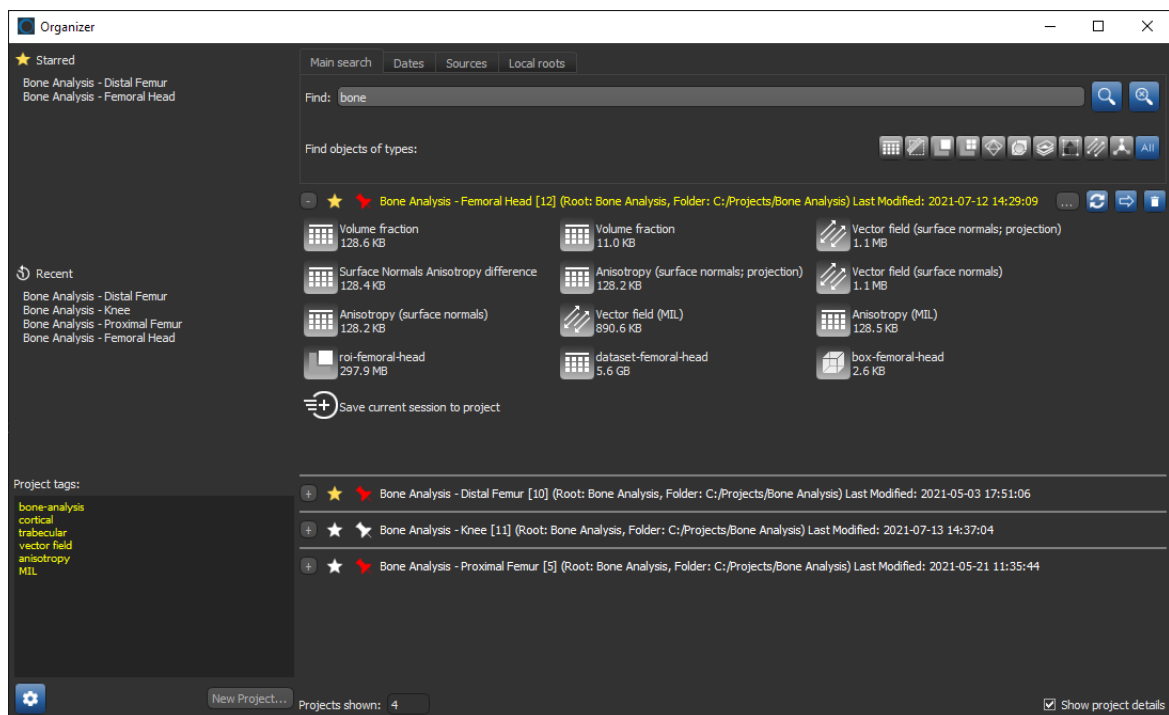 Organizer
Starred
Bone Analysis - Distal Femur
Bone Analysis - Femoral Head
Recent
Bone Analysis - Distal Femur
Bone Analysis - Knee
Bone Analysis - Proximal Femur
Bone Analysis - Femoral Head
Project tags:
bone-analysis
cortical
trabecular
vector field
anisotropy
MIL
New Project...
Main search Dates Sources Local roots
Find: bone
Find objects of types:
All
- Bone Analysis - Femoral Head [12] (Root: Bone Analysis, Folder: C:/Projects/Bone Analysis) Last Modified: 2021-07-12 14:29:09 ...
Volume fraction
128.6 KB
Volume fraction
11.0 KB
Vector field (surface normals; projection)
1.1 MB
Surface Normals Anisotropy difference
128.4 KB
Anisotropy (surface normals; projection)
128.2 KB
Vector field (surface normals)
1.1 MB
Anisotropy (surface normals)
128.2 KB
Vector field (MIL)
890.6 KB
Anisotropy (MIL)
128.5 KB
roi-femoral-head
297.9 MB
dataset-femoral-head
5.6 GB
box-femoral-head
2.6 KB
Save current session to project
+ Bone Analysis - Distal Femur [10] (Root: Bone Analysis, Folder: C:/Projects/Bone Analysis) Last Modified: 2021-05-03 17:51:06
+ Bone Analysis - Knee [11] (Root: Bone Analysis, Folder: C:/Projects/Bone Analysis) Last Modified: 2021-07-13 14:37:04
+ Bone Analysis - Proximal Femur [5] (Root: Bone Analysis, Folder: C:/Projects/Bone Analysis) Last Modified: 2021-05-21 11:35:44
Projects shown: 4
Show project details